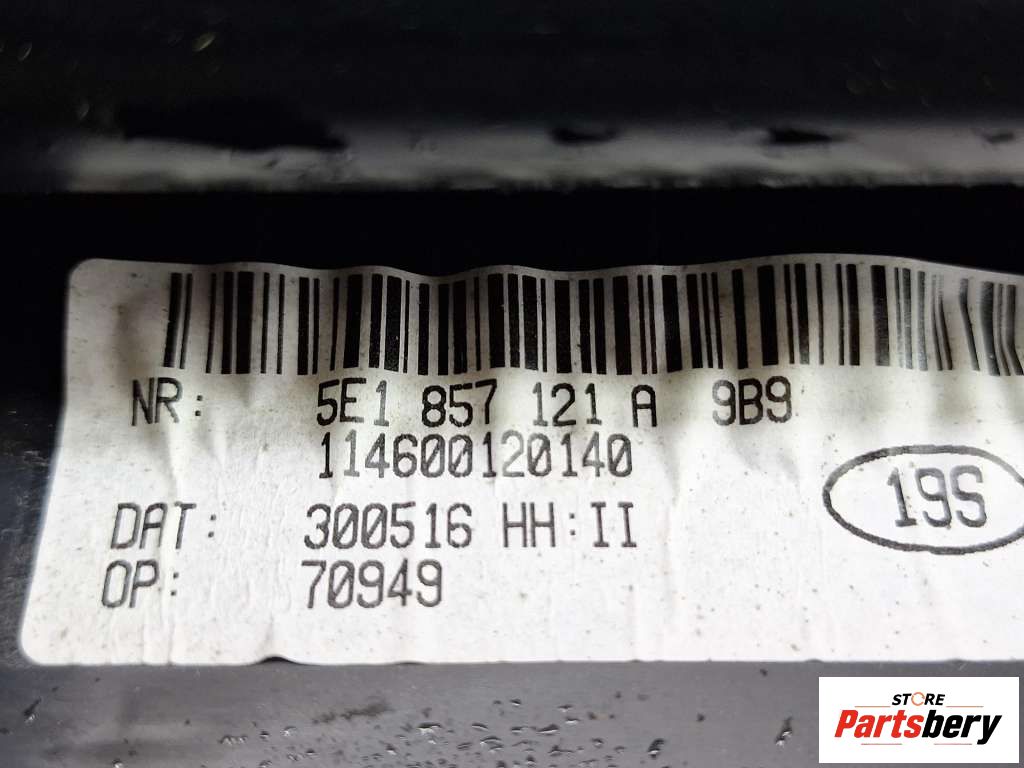 NR: 5E1 857 121 A 9B9
114600120140
DAT: 300516 HH:II
OP: 70949
19S
STORE
Partsbery